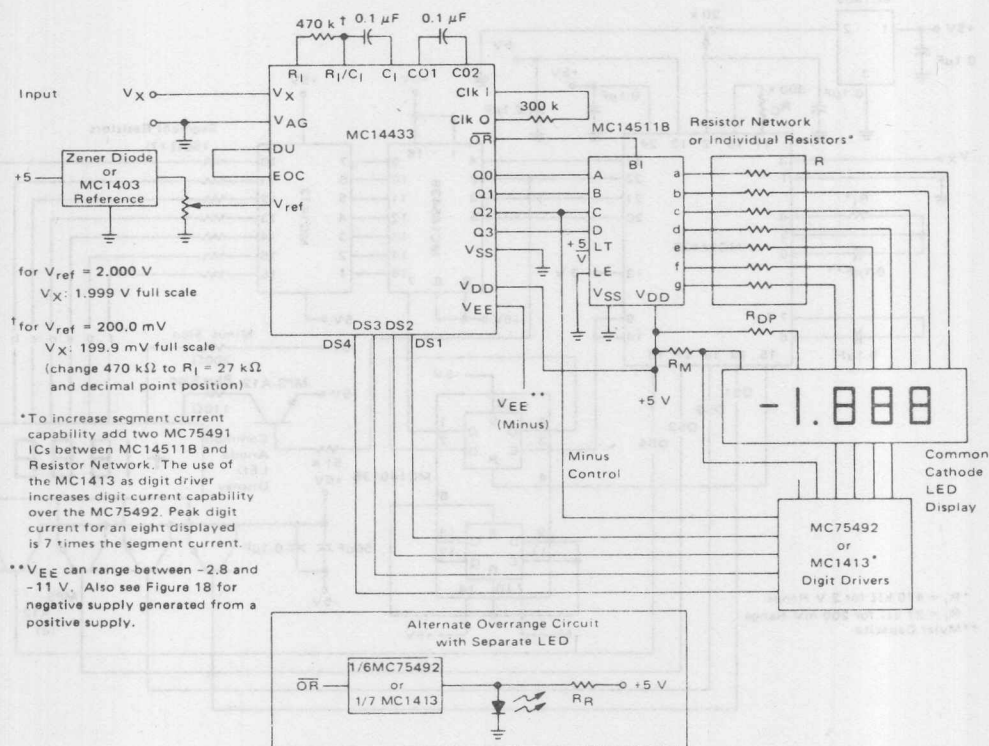 470 k † 0.1 µF 0.1 µF
RI RI/CI CI CO1 CO2
Input VX
VX
VAG
DU
EOC
Vref
MC14433
Clk I
Clk O
OR
Q0
Q1
Q2
Q3
VSS
VDD
VEE
DS4 DS3 DS2 DS1
300 k
+5
Zener Diode
or
MC1403
Reference
MC14511B
BI
A
B
C
D
LT
LE
VSS VDD
a
b
c
d
e
f
g
+5
V
Resistor Network
or Individual Resistors*
R
RDP
RM
+5 V
VEE**
(Minus)
Minus
Control
-1.888
Common
Cathode
LED
Display
MC75492
or
MC1413*
Digit Drivers
for Vref = 2.000 V
VX: 1.999 V full scale
†for Vref = 200.0 mV
VX: 199.9 mV full scale
(change 470 kΩ to RI = 27 kΩ
and decimal point position)
*To increase segment current
capability add two MC75491
ICs between MC14511B and
Resistor Network. The use of
the MC1413 as digit driver
increases digit current capability
over the MC75492. Peak digit
current for an eight displayed
is 7 times the segment current.
**VEE can range between -2.8 and
-11 V. Also see Figure 18 for
negative supply generated from a
positive supply.
Alternate Overrange Circuit
with Separate LED
OR
1/6MC75492
or
1/7 MC1413
RR
+5 V